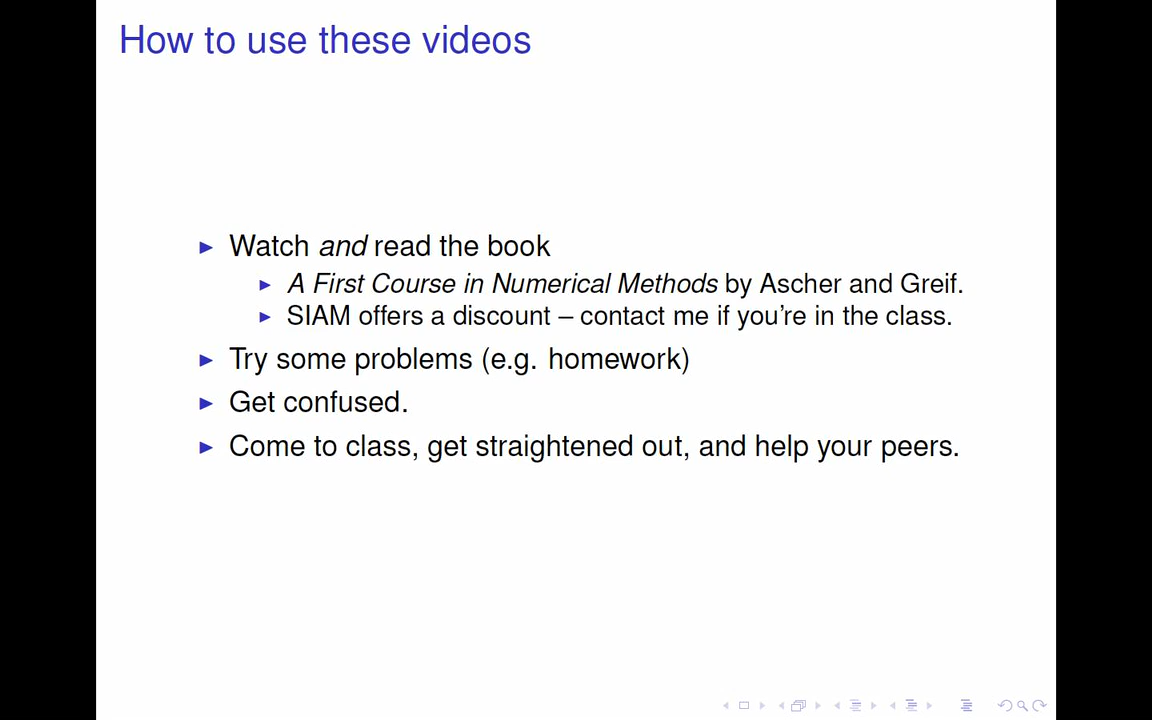 How to use these videos
Watch and read the book
A First Course in Numerical Methods by Ascher and Greif.
SIAM offers a discount – contact me if you're in the class.
Try some problems (e.g. homework)
Get confused.
Come to class, get straightened out, and help your peers.